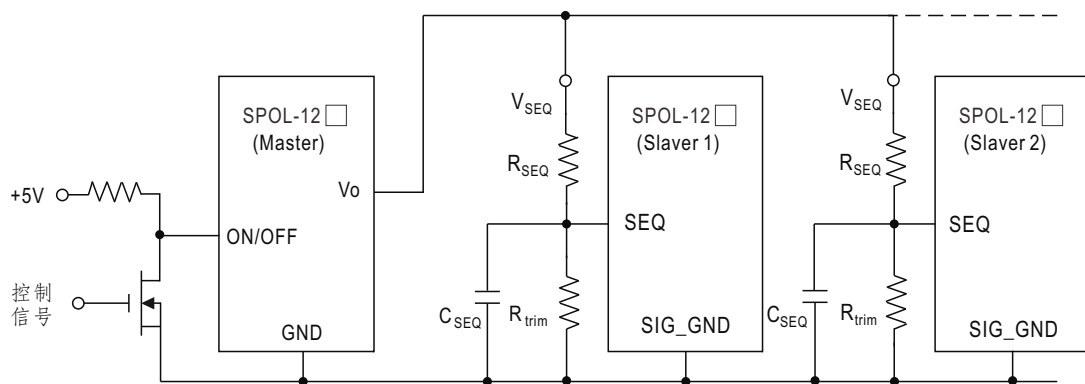 SPOL-12□
(Master)
+5V
Vo
ON/OFF
控制
信号
GND
V_SEQ
R_SEQ
C_SEQ
R_trim
SPOL-12□
(Slaver 1)
SEQ
SIG_GND
V_SEQ
R_SEQ
C_SEQ
R_trim
SPOL-12□
(Slaver 2)
SEQ
SIG_GND